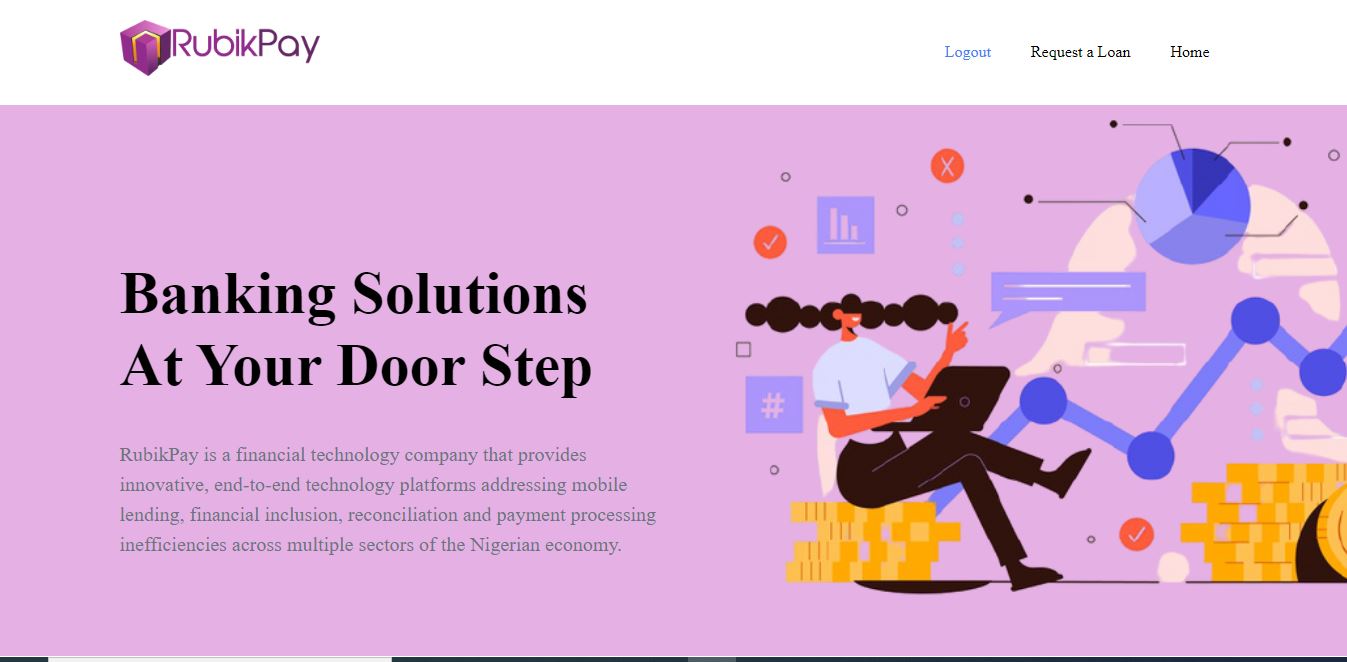 RubikPay
Logout
Request a Loan
Home
Banking Solutions
At Your Door Step
RubikPay is a financial technology company that provides
innovative, end-to-end technology platforms addressing mobile
lending, financial inclusion, reconciliation and payment processing
inefficiencies across multiple sectors of the Nigerian economy.
X
#